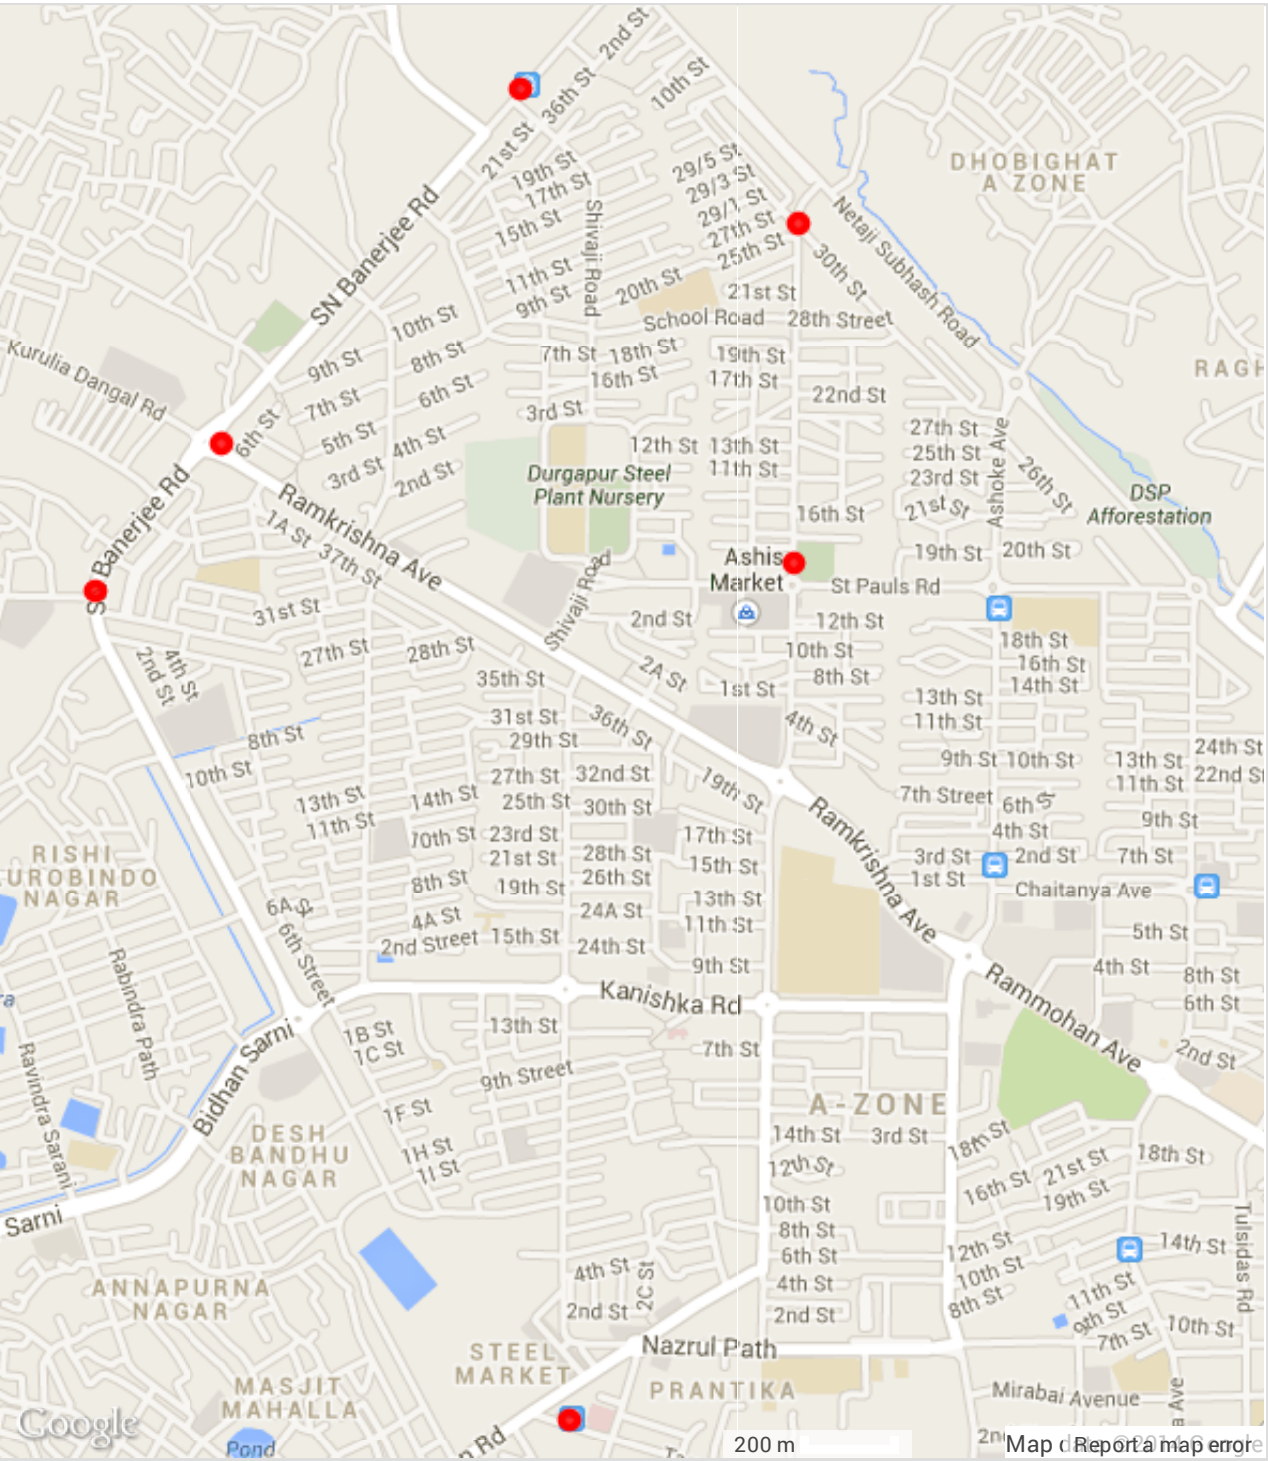 2nd St
36th St
10th St
21st St
19th St
17th St
15th St
29/5 St
29/3 St
29/1 St
27th St
25th St
DHOBIGHAT
A ZONE
SN Banerjee Rd
Shivaji Road
Netaji Subhash Road
30th St
11th St
9th St
20th St
21st St
School Road
28th Street
10th St
8th St
6th St
9th St
7th St
5th St
3rd St
4th St
2nd St
6th St
7th St
18th St
16th St
3rd St
19th St
17th St
22nd St
RAGH
Kurulia Dangal Rd
12th St
13th St
11th St
27th St
25th St
23rd St
21st St
Ashoke Ave
26th St
Durgapur Steel
Plant Nursery
DSP
Afforestation
16th St
19th St
20th St
Banerjee Rd
S
Ramkrishna Ave
1A St
37th St
Ashis
Market
St Pauls Rd
Shivaji Road
31st St
2nd St
12th St
18th St
16th St
14th St
27th St
28th St
2A St
10th St
8th St
4th St
2nd St
35th St
1st St
13th St
11th St
31st St
29th St
36th St
4th St
8th St
10th St
27th St
32nd St
19th St
9th St
10th St
13th St
11th St
24th St
22nd St
13th St
14th St
25th St
30th St
7th Street
6th St
11th St
70th St
23rd St
17th St
4th St
9th St
Ramkrishna Ave
21st St
28th St
15th St
3rd St
2nd St
7th St
RISHI
UROBINDO
NAGAR
8th St
19th St
26th St
1st St
Chaitanya Ave
6A St
4A St
24A St
13th St
11th St
6th Street
2nd Street
15th St
24th St
5th St
9th St
4th St
8th St
6th St
ra
Rabindra Path
Kanishka Rd
Rammohan Ave
Bidhan Sarni
1B St
1C St
13th St
7th St
9th Street
2nd St
Ravindra Sarani
1F St
A-ZONE
DESH
BANDHU
NAGAR
1H St
1I St
14th St
3rd St
12th St
18th St
16th St
21st St
19th St
18th St
Sarni
10th St
8th St
6th St
4th St
2nd St
12th St
10th St
8th St
14th St
Tulsidas Rd
4th St
2nd St
2C St
11th St
9th St
7th St
10th St
ANNAPURNA
NAGAR
STEEL
MARKET
Nazrul Path
PRANTIKA
MASJIT
MAHALLA
Mirabai Avenue
a Ave
Google
Pond
n Rd
200 m
2n
Map d
Report a map error